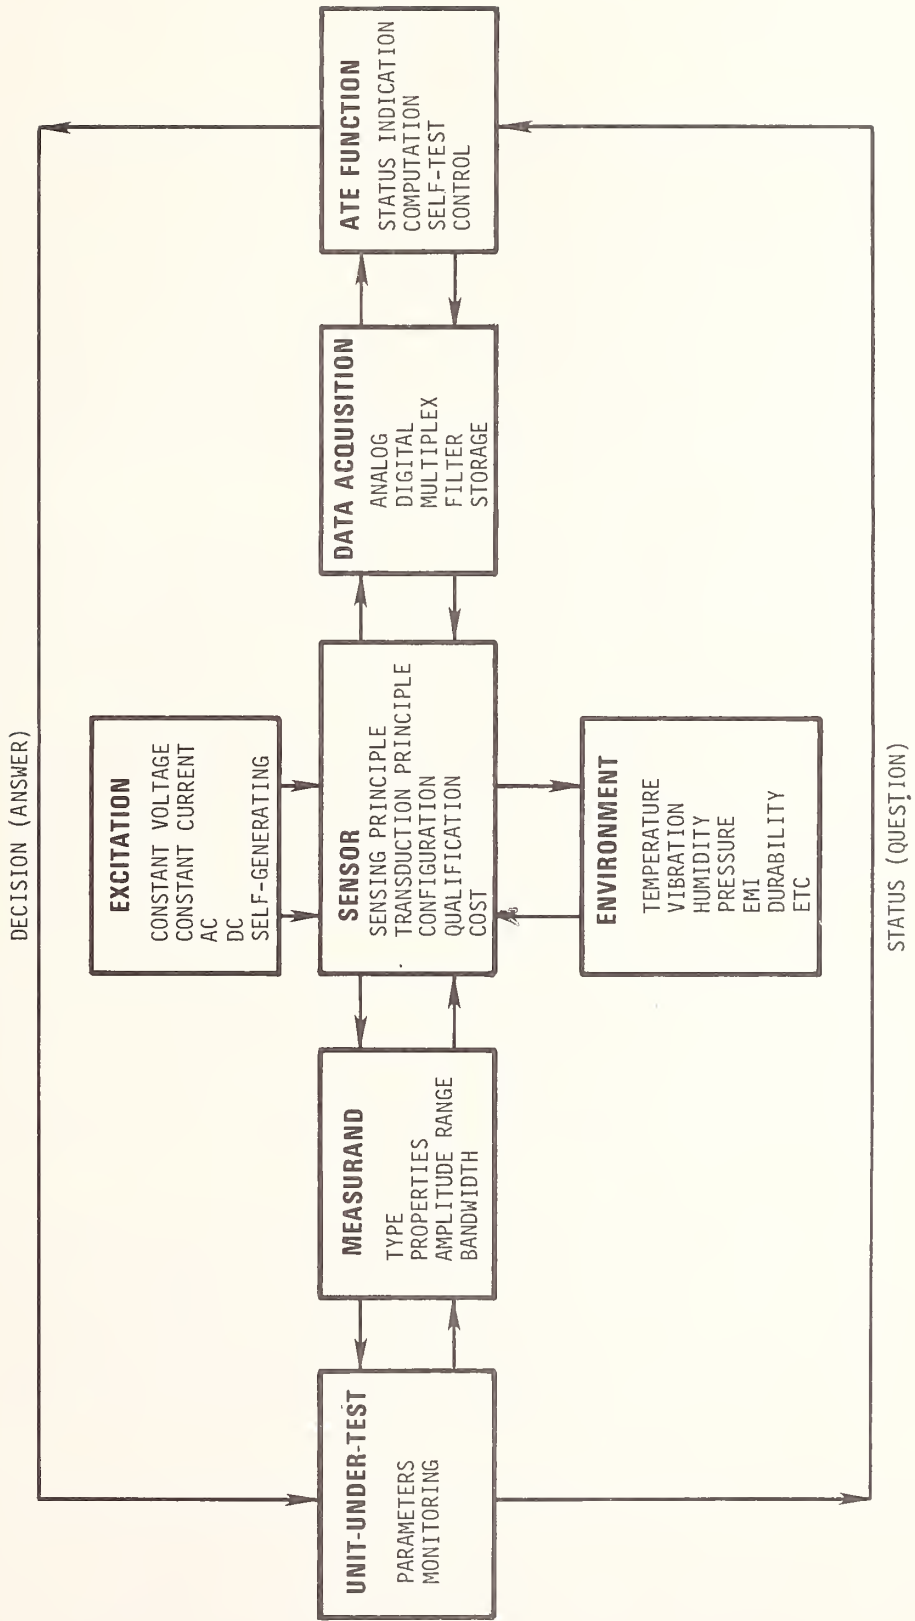 DECISION (ANSWER)
EXCITATION
CONSTANT VOLTAGE
CONSTANT CURRENT
AC
DC
SELF-GENERATING
UNIT-UNDER-TEST
PARAMETERS
MONITORING
MEASURAND
TYPE
PROPERTIES
AMPLITUDE RANGE
BANDWIDTH
SENSOR
SENSING PRINCIPLE
TRANSDUCTION PRINCIPLE
CONFIGURATION
QUALIFICATION
COST
DATA ACQUISITION
ANALOG
DIGITAL
MULTIPLEX
FILTER
STORAGE
ATE FUNCTION
STATUS INDICATION
COMPUTATION
SELF-TEST
CONTROL
ENVIRONMENT
TEMPERATURE
VIBRATION
HUMIDITY
PRESSURE
EMI
DURABILITY
ETC
STATUS (QUESTION)